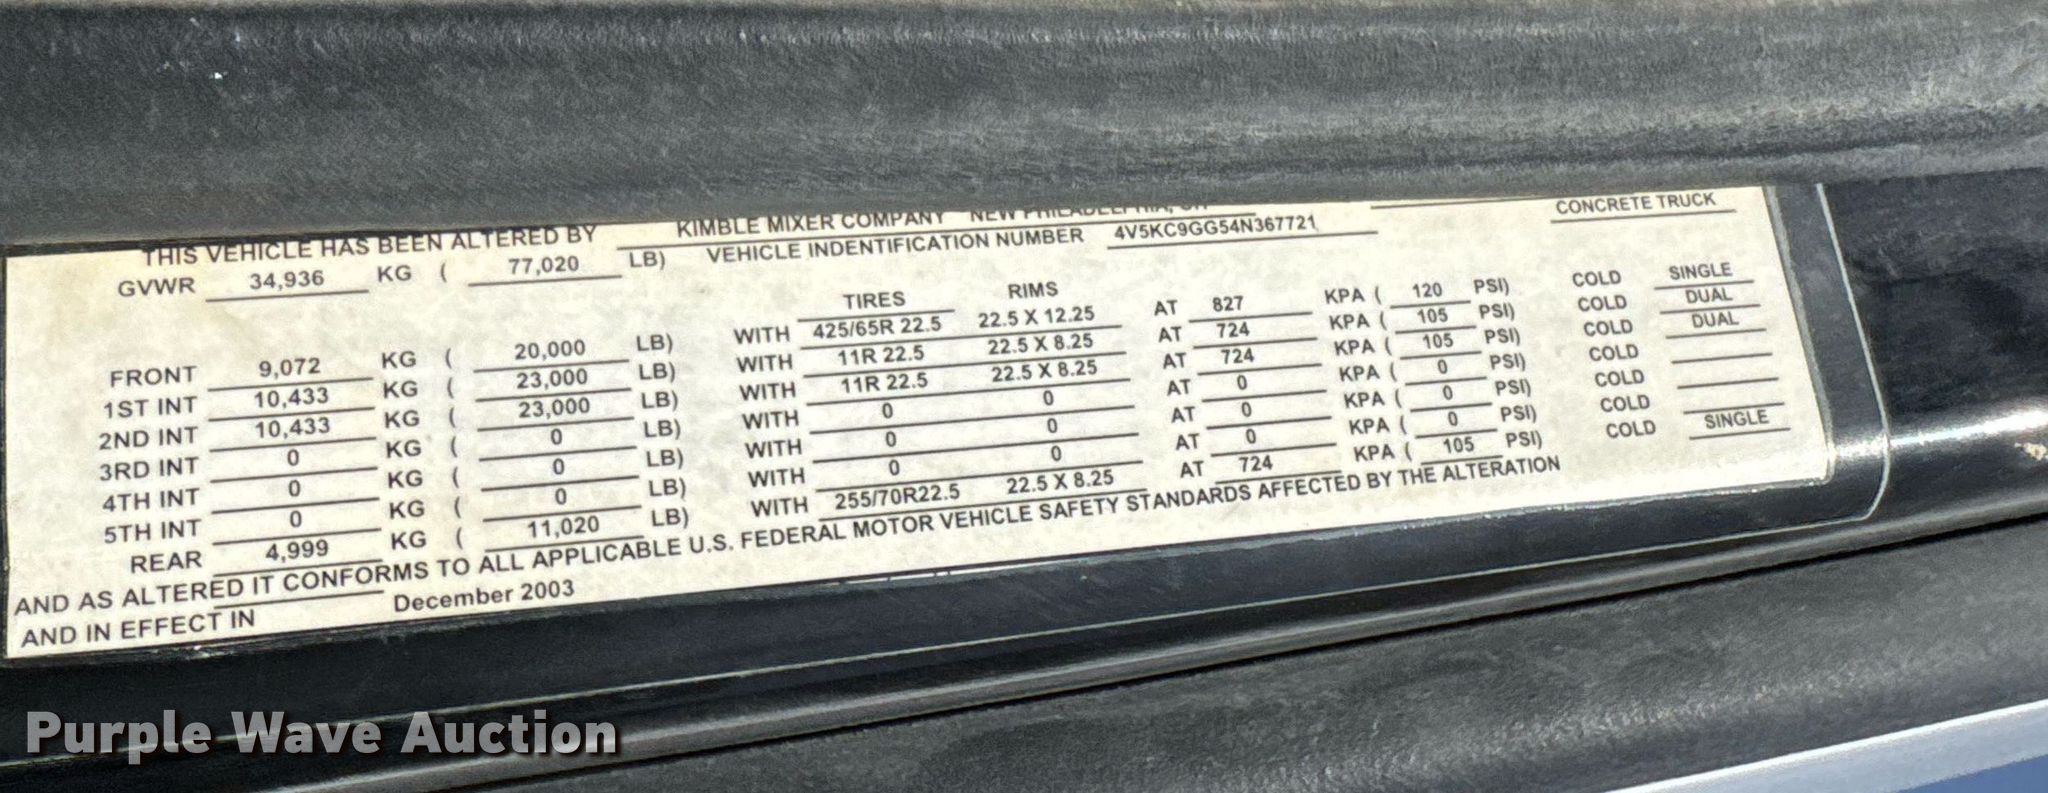 THIS VEHICLE HAS BEEN ALTERED BY KIMBLE MIXER COMPANY NEW PHILADELPHIA, OH CONCRETE TRUCK
GVWR 34,936 KG ( 77,020 LB) VEHICLE INDENTIFICATION NUMBER 4V5KC9GG54N367721
TIRES RIMS
FRONT 9,072 KG ( 20,000 LB) WITH 425/65R 22.5 22.5 X 12.25 AT 827 KPA ( 120 PSI) COLD SINGLE
1ST INT 10,433 KG ( 23,000 LB) WITH 11R 22.5 22.5 X 8.25 AT 724 KPA ( 105 PSI) COLD DUAL
2ND INT 10,433 KG ( 23,000 LB) WITH 11R 22.5 22.5 X 8.25 AT 724 KPA ( 105 PSI) COLD DUAL
3RD INT 0 KG ( 0 LB) WITH 0 0 AT 0 KPA ( 0 PSI) COLD
4TH INT 0 KG ( 0 LB) WITH 0 0 AT 0 KPA ( 0 PSI) COLD
5TH INT 0 KG ( 0 LB) WITH 0 0 AT 0 KPA ( 0 PSI) COLD
REAR 4,999 KG ( 11,020 LB) WITH 255/70R22.5 22.5 X 8.25 AT 724 KPA ( 105 PSI) COLD SINGLE
AND AS ALTERED IT CONFORMS TO ALL APPLICABLE U.S. FEDERAL MOTOR VEHICLE SAFETY STANDARDS AFFECTED BY THE ALTERATION
AND IN EFFECT IN December 2003
Purple Wave Auction